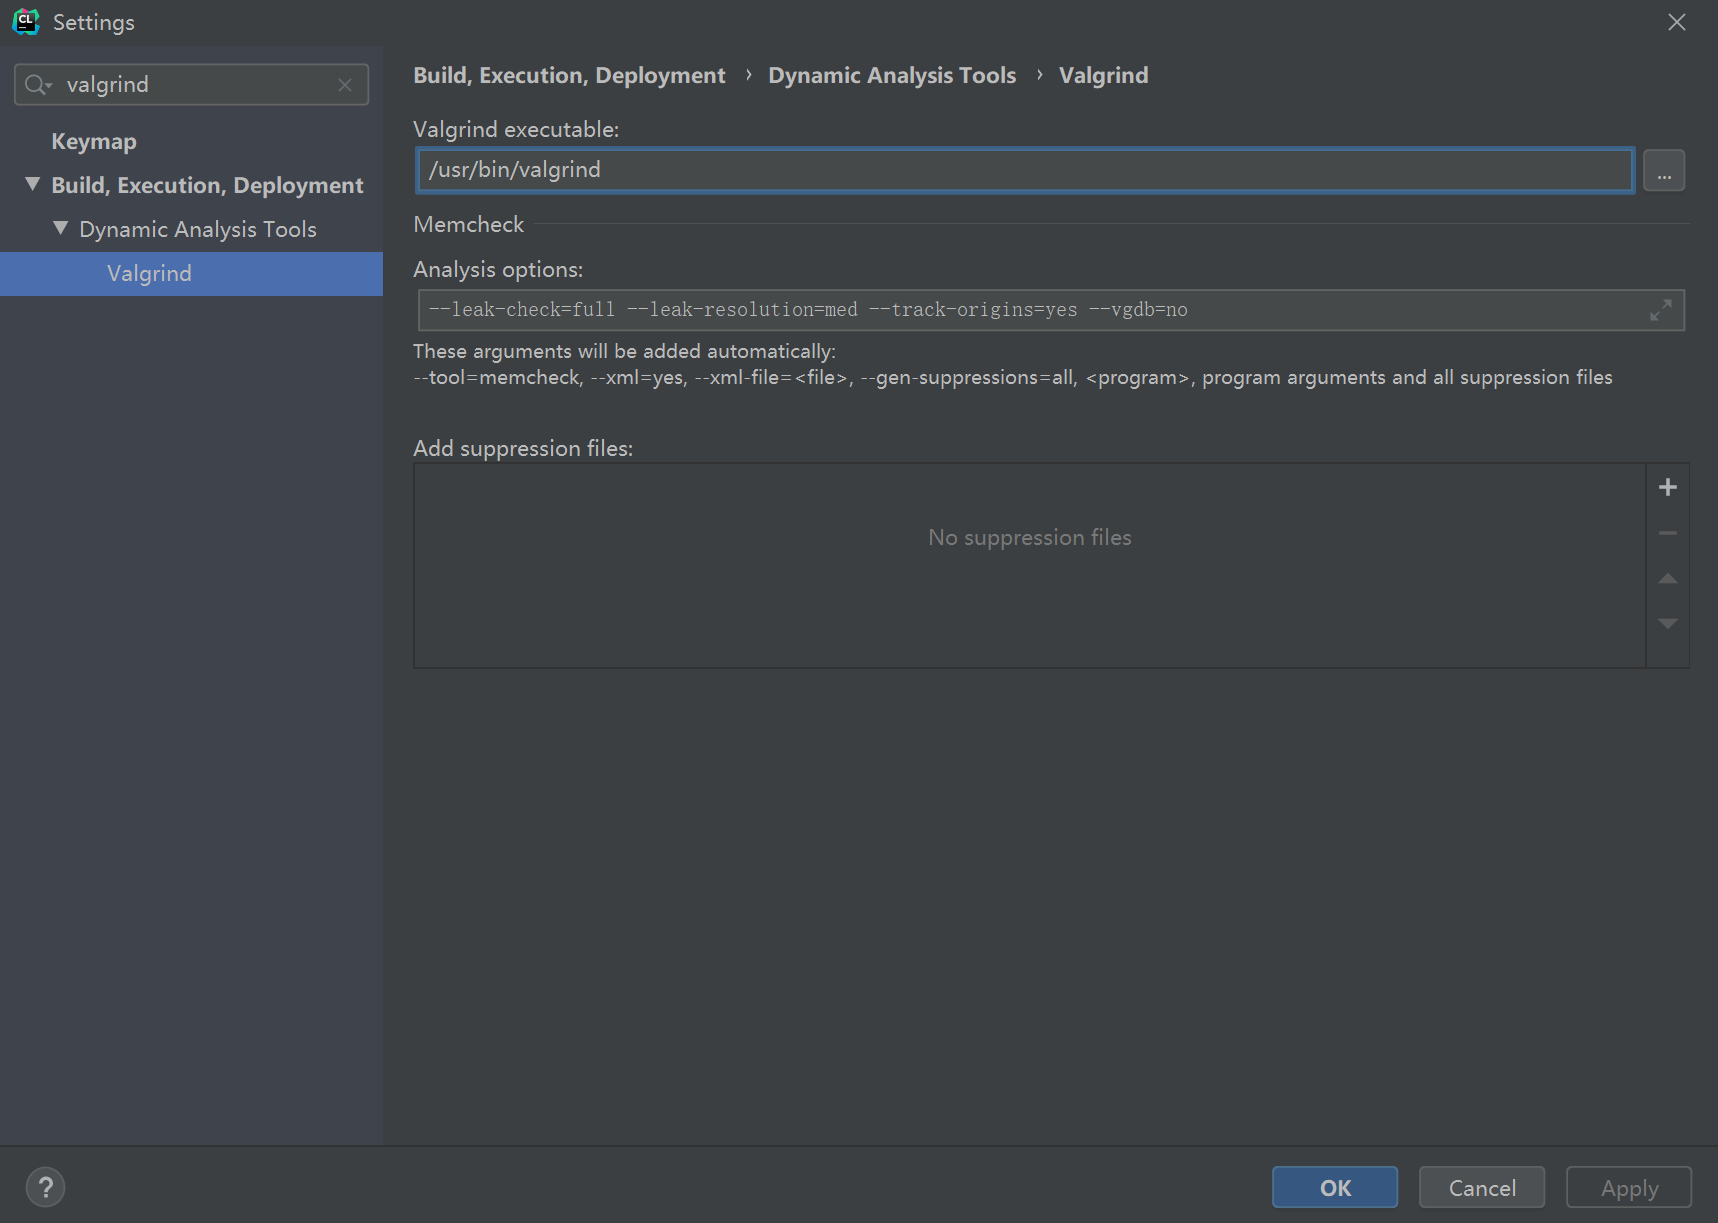 CL
Settings
valgrind
Keymap
Build, Execution, Deployment
Dynamic Analysis Tools
Valgrind
Build, Execution, Deployment › Dynamic Analysis Tools › Valgrind
Valgrind executable:
/usr/bin/valgrind
...
Memcheck
Analysis options:
--leak-check=full --leak-resolution=med --track-origins=yes --vgdb=no
These arguments will be added automatically:
--tool=memcheck, --xml=yes, --xml-file=<file>, --gen-suppressions=all, <program>, program arguments and all suppression files
Add suppression files:
No suppression files
?
OK
Cancel
Apply